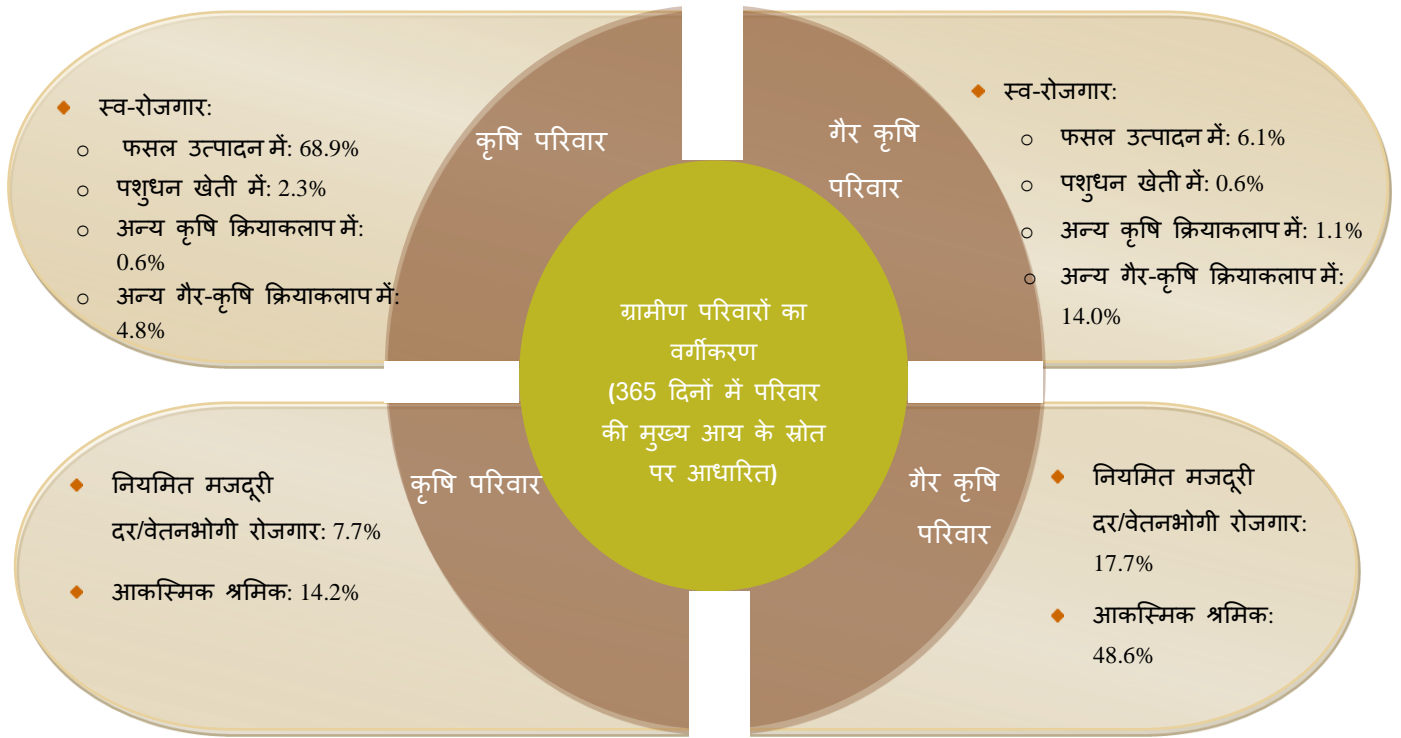 स्व-रोजगार:
फसल उत्पादन में: 68.9%
पशुधन खेती में: 2.3%
अन्य कृषि क्रियाकलाप में:
0.6%
अन्य गैर-कृषि क्रियाकलाप में:
4.8%
कृषि परिवार
गैर कृषि
परिवार
स्व-रोजगार:
फसल उत्पादन में: 6.1%
पशुधन खेती में: 0.6%
अन्य कृषि क्रियाकलाप में: 1.1%
अन्य गैर-कृषि क्रियाकलाप में:
14.0%
ग्रामीण परिवारों का
वर्गीकरण
(365 दिनों में परिवार
की मुख्य आय के स्रोत
पर आधारित)
नियमित मजदूरी
दर/वेतनभोगी रोजगार: 7.7%
आकस्मिक श्रमिक: 14.2%
कृषि परिवार
गैर कृषि
परिवार
नियमित मजदूरी
दर/वेतनभोगी रोजगार:
17.7%
आकस्मिक श्रमिक:
48.6%